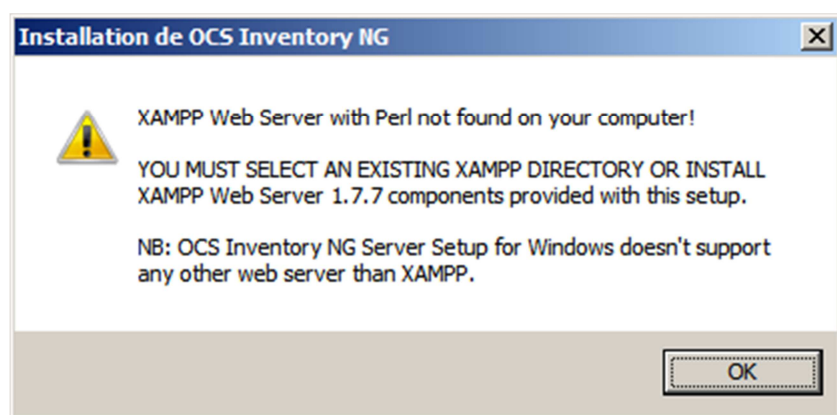 Installation de OCS Inventory NG
XAMPP Web Server with Perl not found on your computer!
YOU MUST SELECT AN EXISTING XAMPP DIRECTORY OR INSTALL
XAMPP Web Server 1.7.7 components provided with this setup.
NB: OCS Inventory NG Server Setup for Windows doesn't support
any other web server than XAMPP.
OK